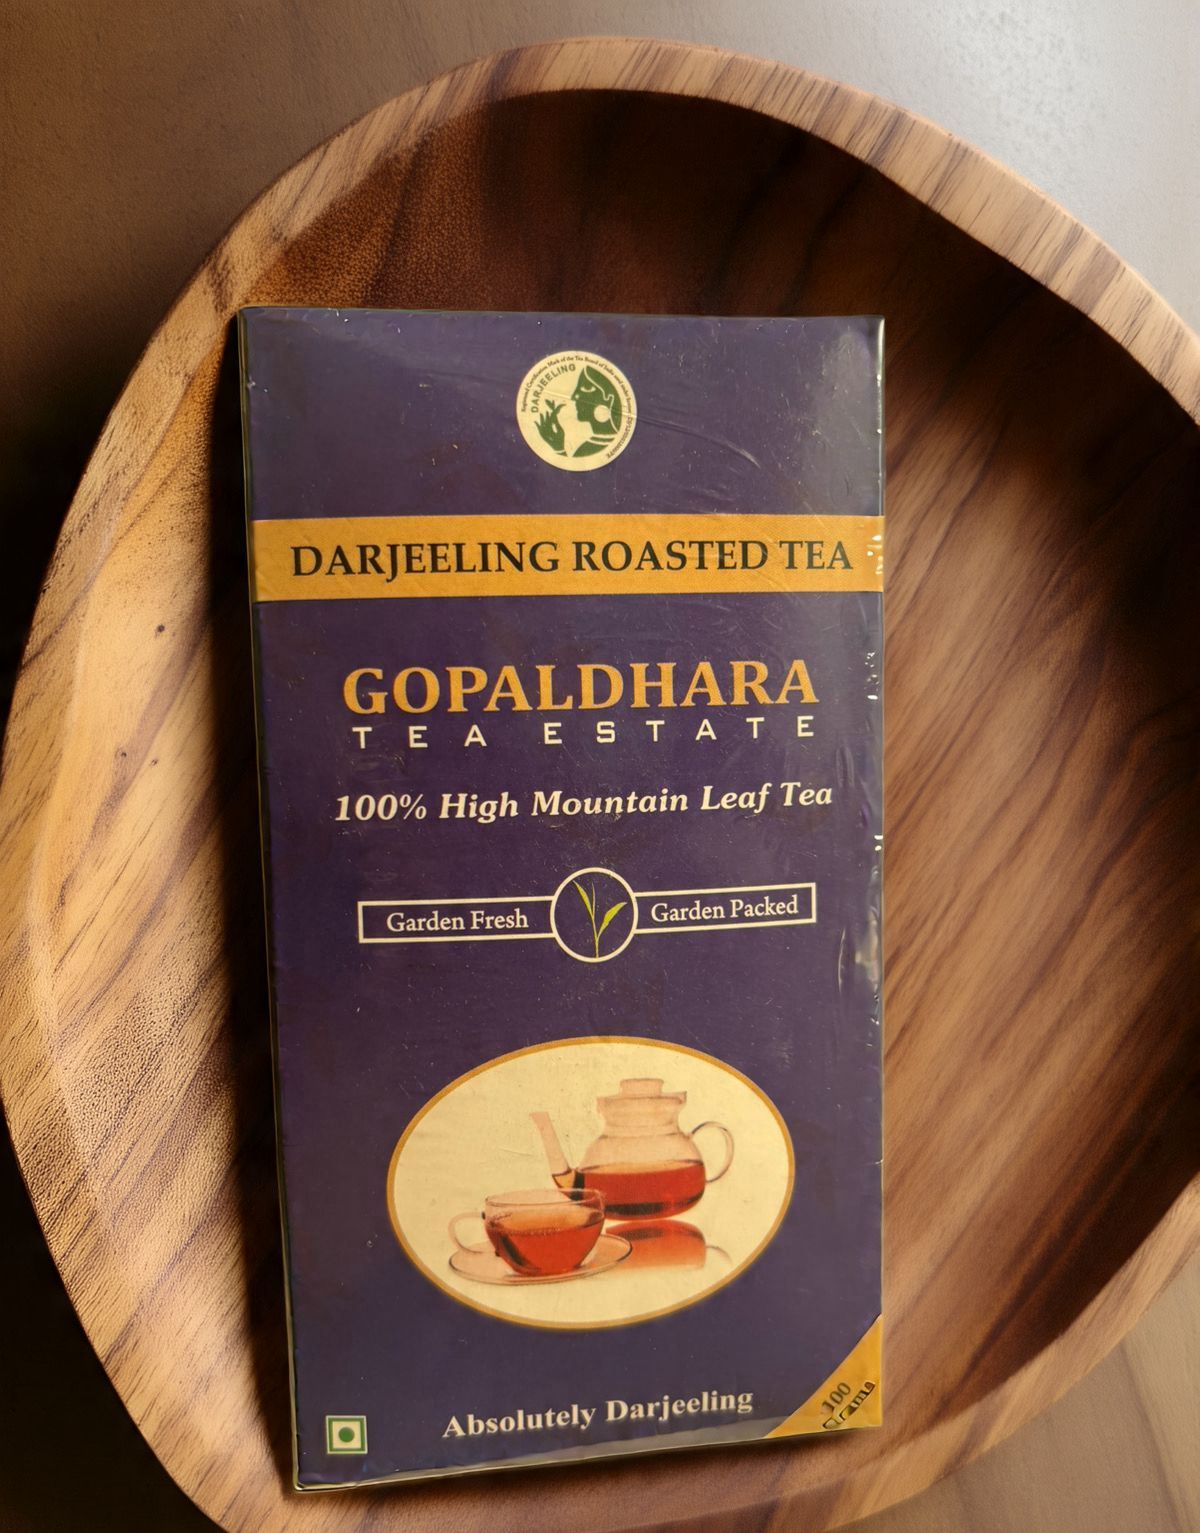 DARJEELING
DARJEELING ROASTED TEA
GOPALDHARA
TEA ESTATE
100% High Mountain Leaf Tea
Garden Fresh Garden Packed
Absolutely Darjeeling
100